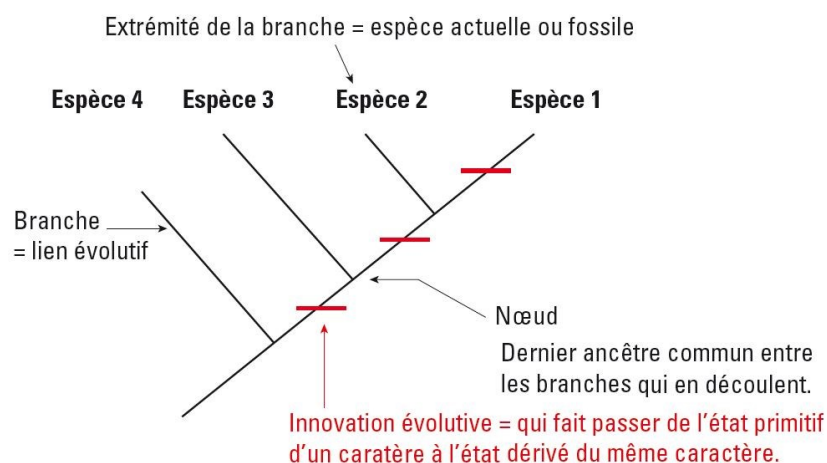 Extrémité de la branche = espèce actuelle ou fossile
Espèce 4 Espèce 3 Espèce 2 Espèce 1
Branche
= lien évolutif
Nœud
Dernier ancêtre commun entre
les branches qui en découlent.
Innovation évolutive = qui fait passer de l'état primitif
d'un caratère à l'état dérivé du même caractère.